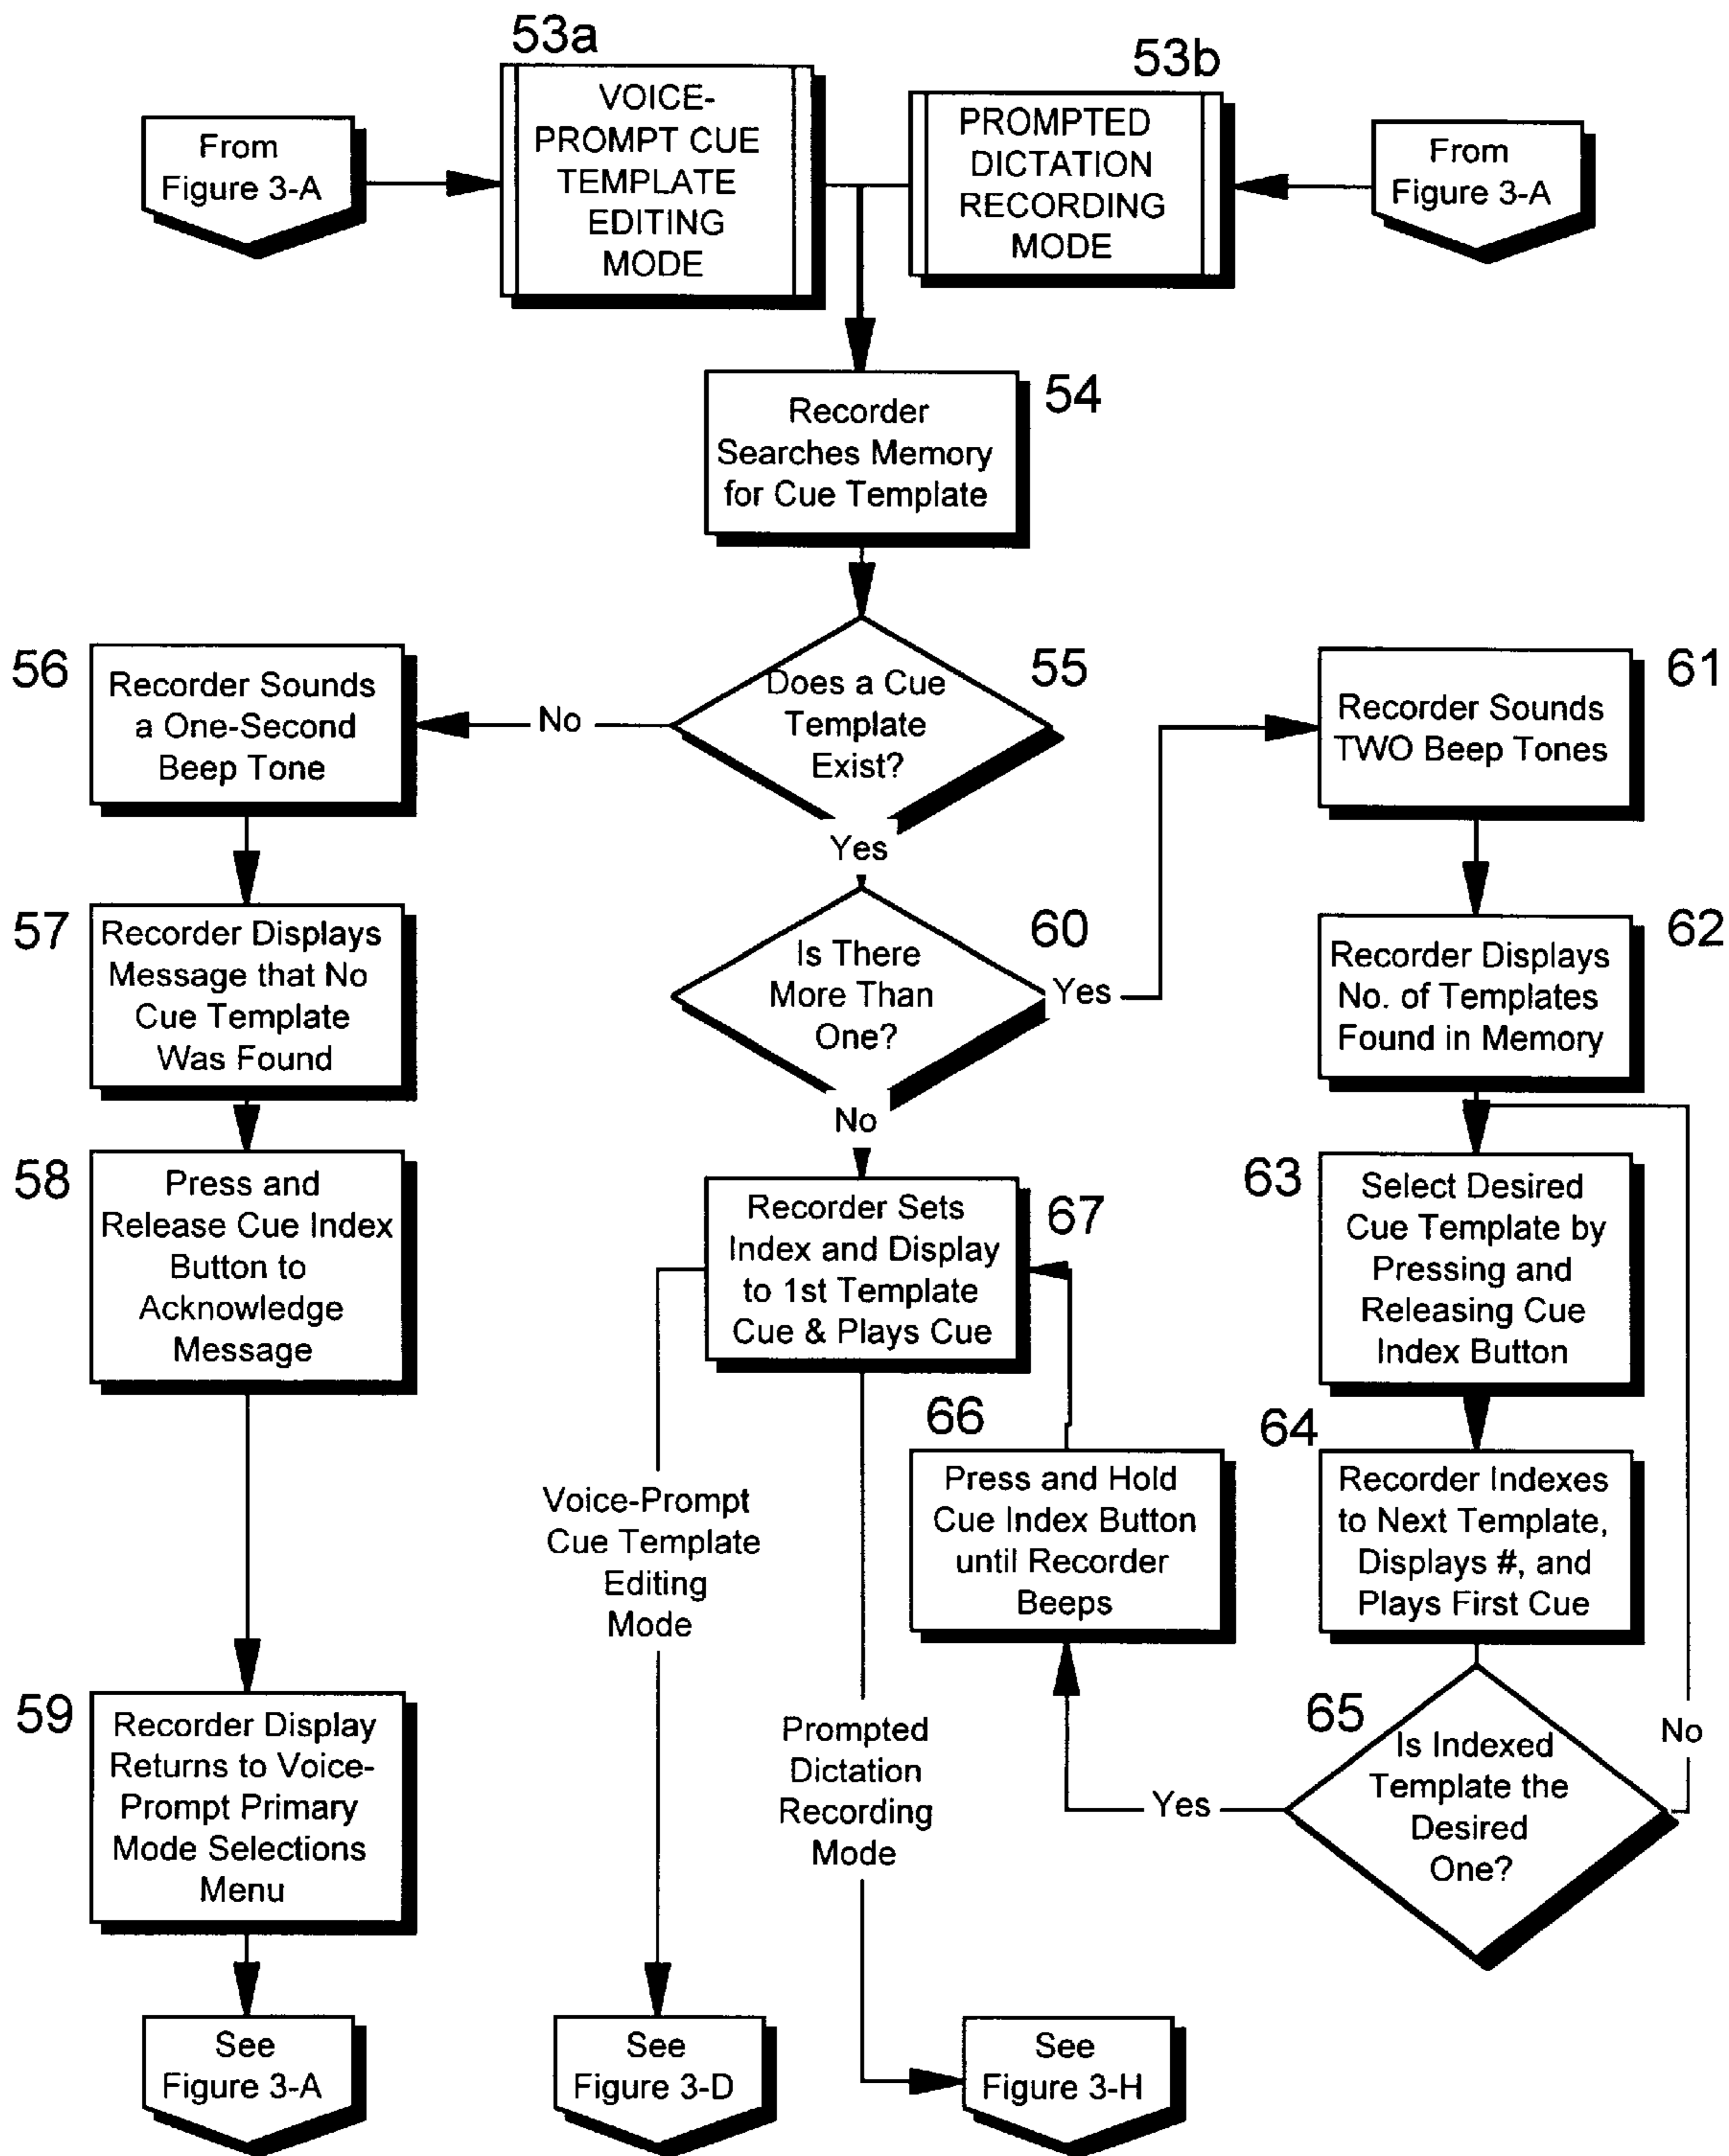 53a
53b
From
Figure 3-A
VOICE-
PROMPT CUE
TEMPLATE
EDITING
MODE
PROMPTED
DICTATION
RECORDING
MODE
From
Figure 3-A
54
Recorder
Searches Memory
for Cue Template
56
Recorder Sounds
a One-Second
Beep Tone
No
55
Does a Cue
Template
Exist?
Yes
61
Recorder Sounds
TWO Beep Tones
57
Recorder Displays
Message that No
Cue Template
Was Found
60
Is There
More Than
One?
Yes
No
62
Recorder Displays
No. of Templates
Found in Memory
58
Press and
Release Cue Index
Button to
Acknowledge
Message
67
Recorder Sets
Index and Display
to 1st Template
Cue & Plays Cue
63
Select Desired
Cue Template by
Pressing and
Releasing Cue
Index Button
66
Press and Hold
Cue Index Button
until Recorder
Beeps
64
Recorder Indexes
to Next Template,
Displays #, and
Plays First Cue
Voice-Prompt
Cue Template
Editing
Mode
59
Recorder Display
Returns to Voice-
Prompt Primary
Mode Selections
Menu
Prompted
Dictation
Recording
Mode
Yes
65
Is Indexed
Template the
Desired
One?
No
See
Figure 3-A
See
Figure 3-D
See
Figure 3-H